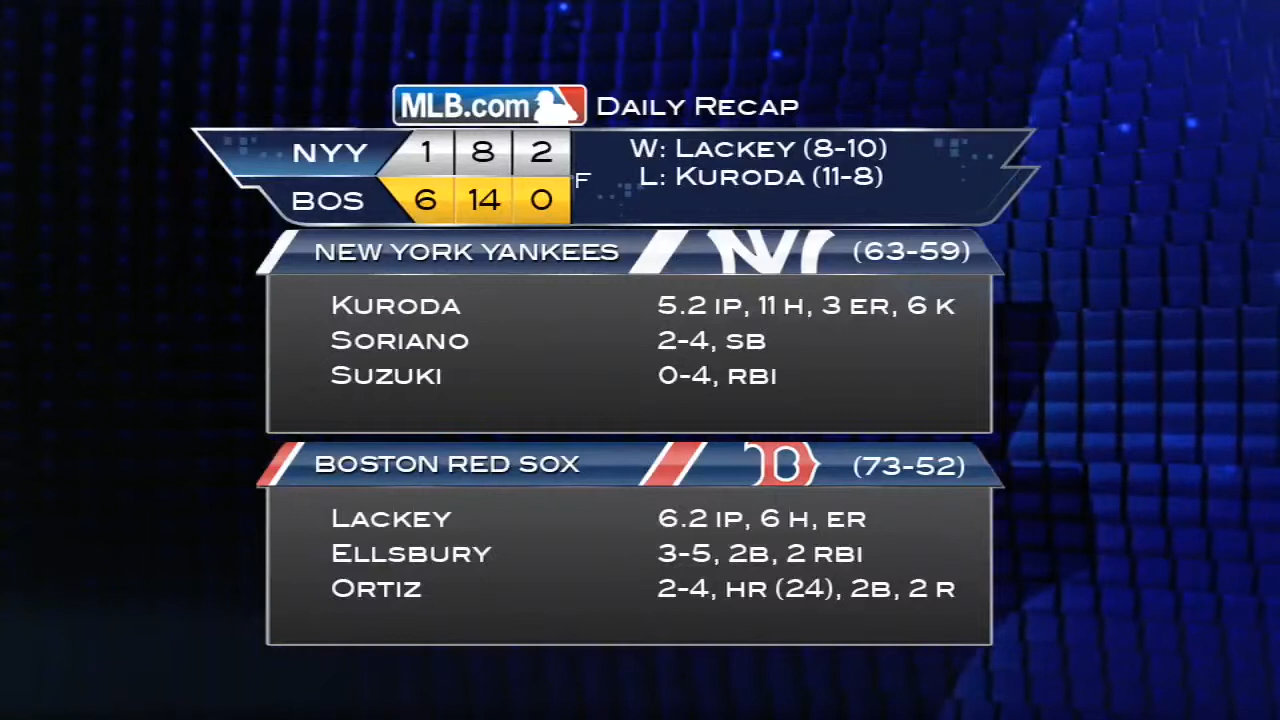 MLB.com DAILY RECAP
NYY 1 8 2 W: LACKEY (8-10)
F L: KURODA (11-8)
BOS 6 14 0
NEW YORK YANKEES NY (63-59)
KURODA 5.2 IP, 11 H, 3 ER, 6 K
SORIANO 2-4, SB
SUZUKI 0-4, RBI
BOSTON RED SOX B (73-52)
LACKEY 6.2 IP, 6 H, ER
ELLSBURY 3-5, 2B, 2 RBI
ORTIZ 2-4, HR (24), 2B, 2 R